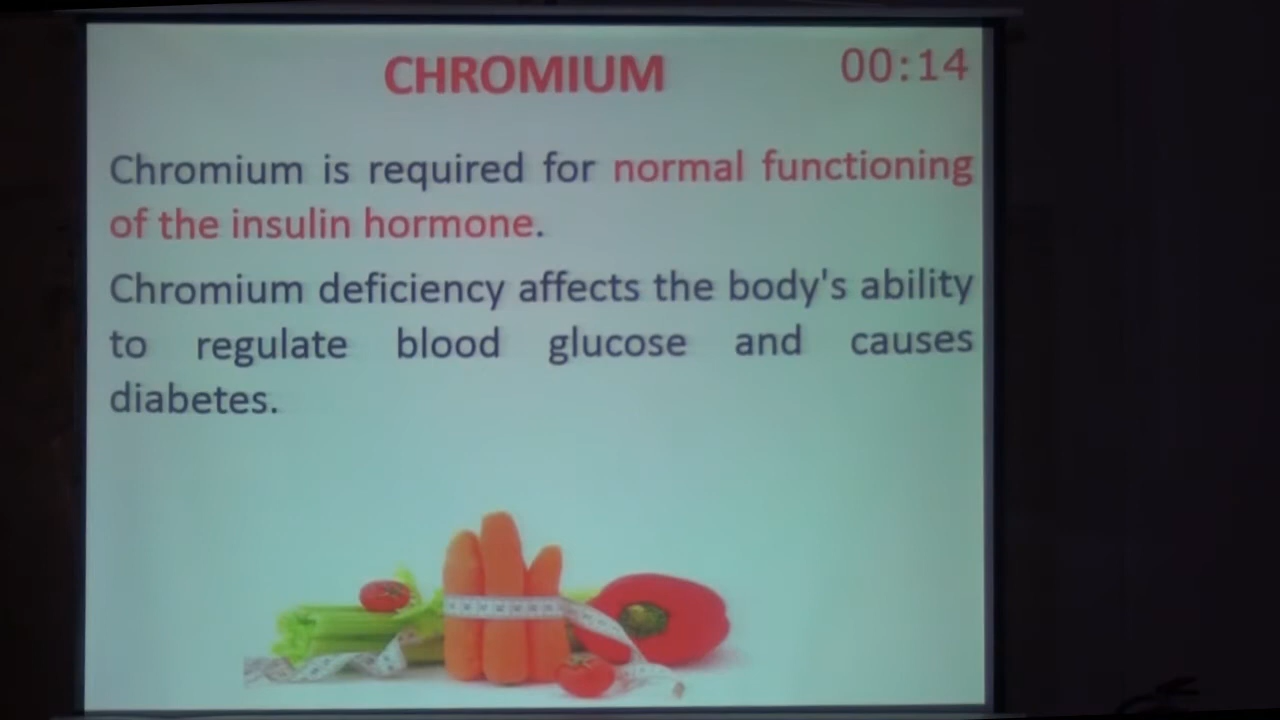 CHROMIUM
00:14
Chromium is required for normal functioning
of the insulin hormone.
Chromium deficiency affects the body's ability
to regulate blood glucose and causes
diabetes.